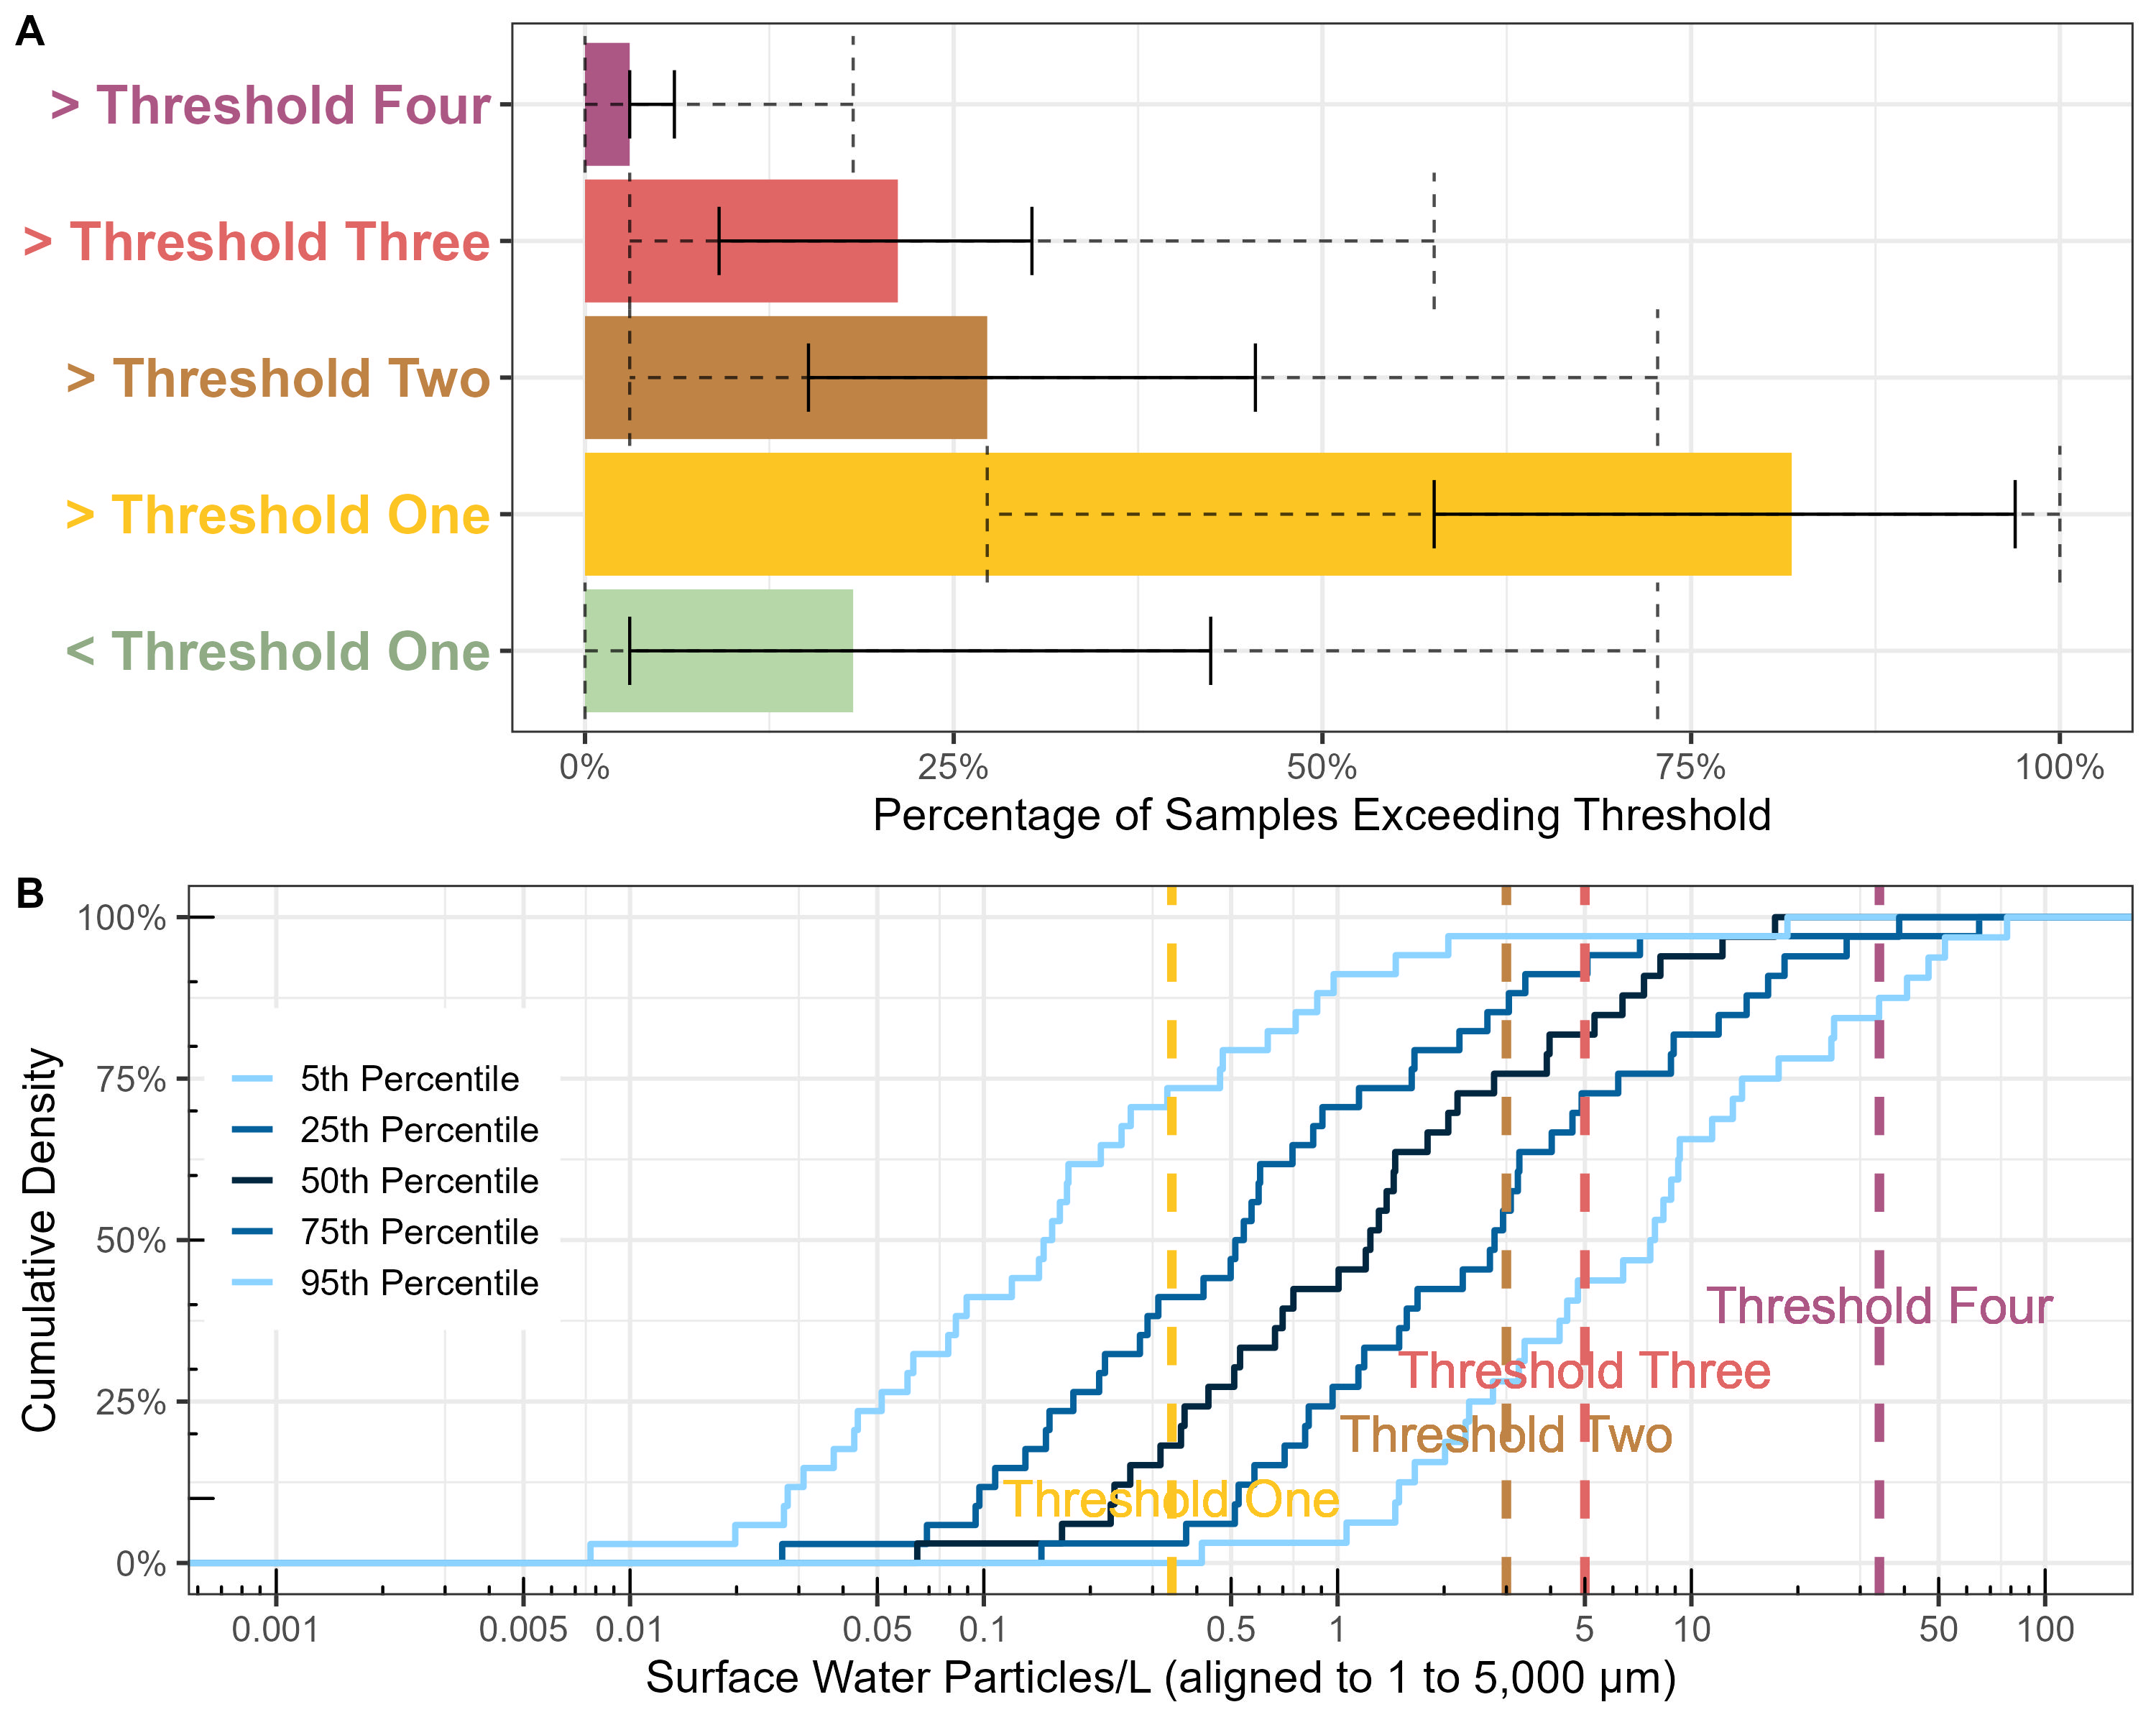 A
> Threshold Four
> Threshold Three
> Threshold Two
> Threshold One
< Threshold One
0% 25% 50% 75% 100%
Percentage of Samples Exceeding Threshold
B
100%
75%
50%
25%
0%
Cumulative Density
5th Percentile
25th Percentile
50th Percentile
75th Percentile
95th Percentile
Threshold Four
Threshold Three
Threshold Two
Threshold One
0.001 0.005 0.01 0.05 0.1 0.5 1 5 10 50 100
Surface Water Particles/L (aligned to 1 to 5,000 μm)